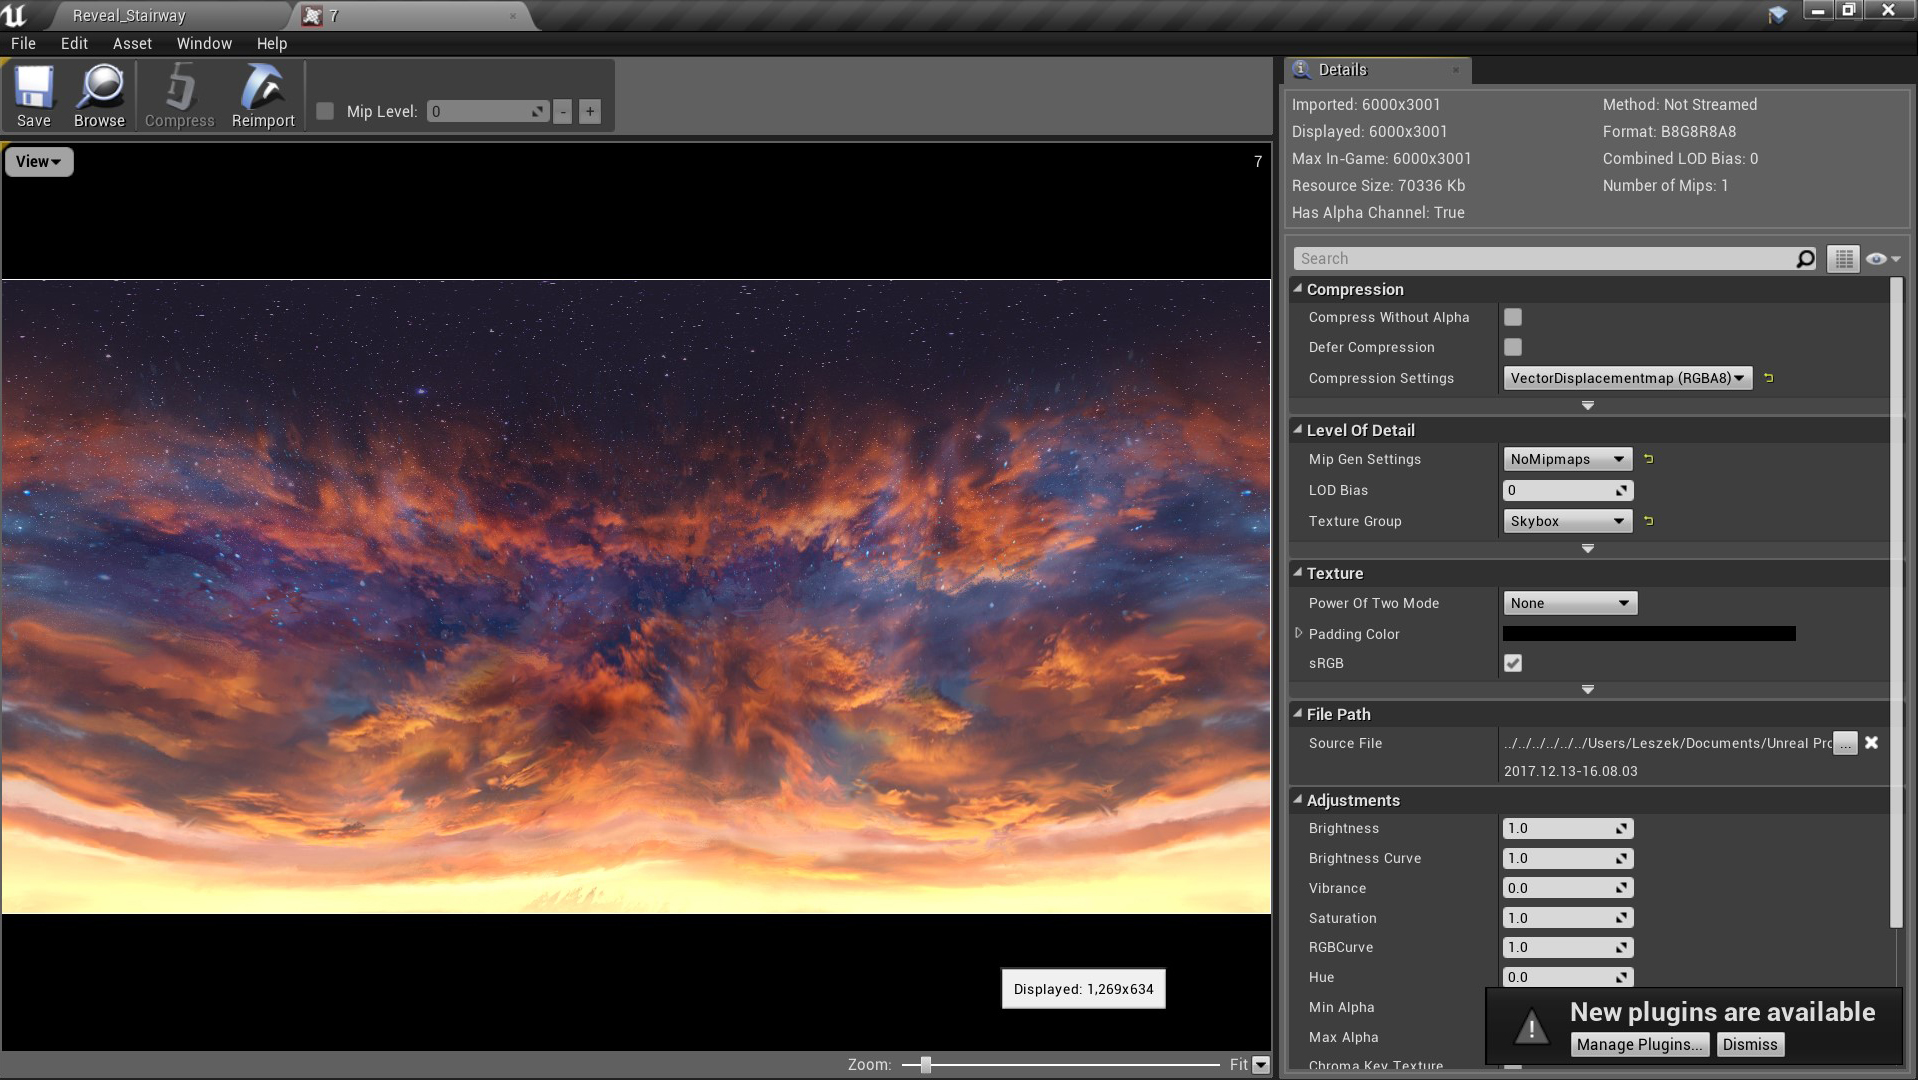 Reveal_Stairway
7
File Edit Asset Window Help
Save Browse Compress Reimport
Mip Level: 0 - +
View
7
Zoom: Fit
Displayed: 1,269x634
Details
Imported: 6000x3001 Method: Not Streamed
Displayed: 6000x3001 Format: B8G8R8A8
Max In-Game: 6000x3001 Combined LOD Bias: 0
Resource Size: 70336 Kb Number of Mips: 1
Has Alpha Channel: True
Search
Compression
Compress Without Alpha
Defer Compression
Compression Settings VectorDisplacementmap (RGBA8)
Level Of Detail
Mip Gen Settings NoMipmaps
LOD Bias 0
Texture Group Skybox
Texture
Power Of Two Mode None
Padding Color
sRGB
File Path
Source File ../../../../../../Users/Leszek/Documents/Unreal Pro ...
2017.12.13-16.08.03
Adjustments
Brightness 1.0
Brightness Curve 1.0
Vibrance 0.0
Saturation 1.0
RGBCurve 1.0
Hue 0.0
Min Alpha
Max Alpha
Chroma Key Texture
New plugins are available
Manage Plugins... Dismiss